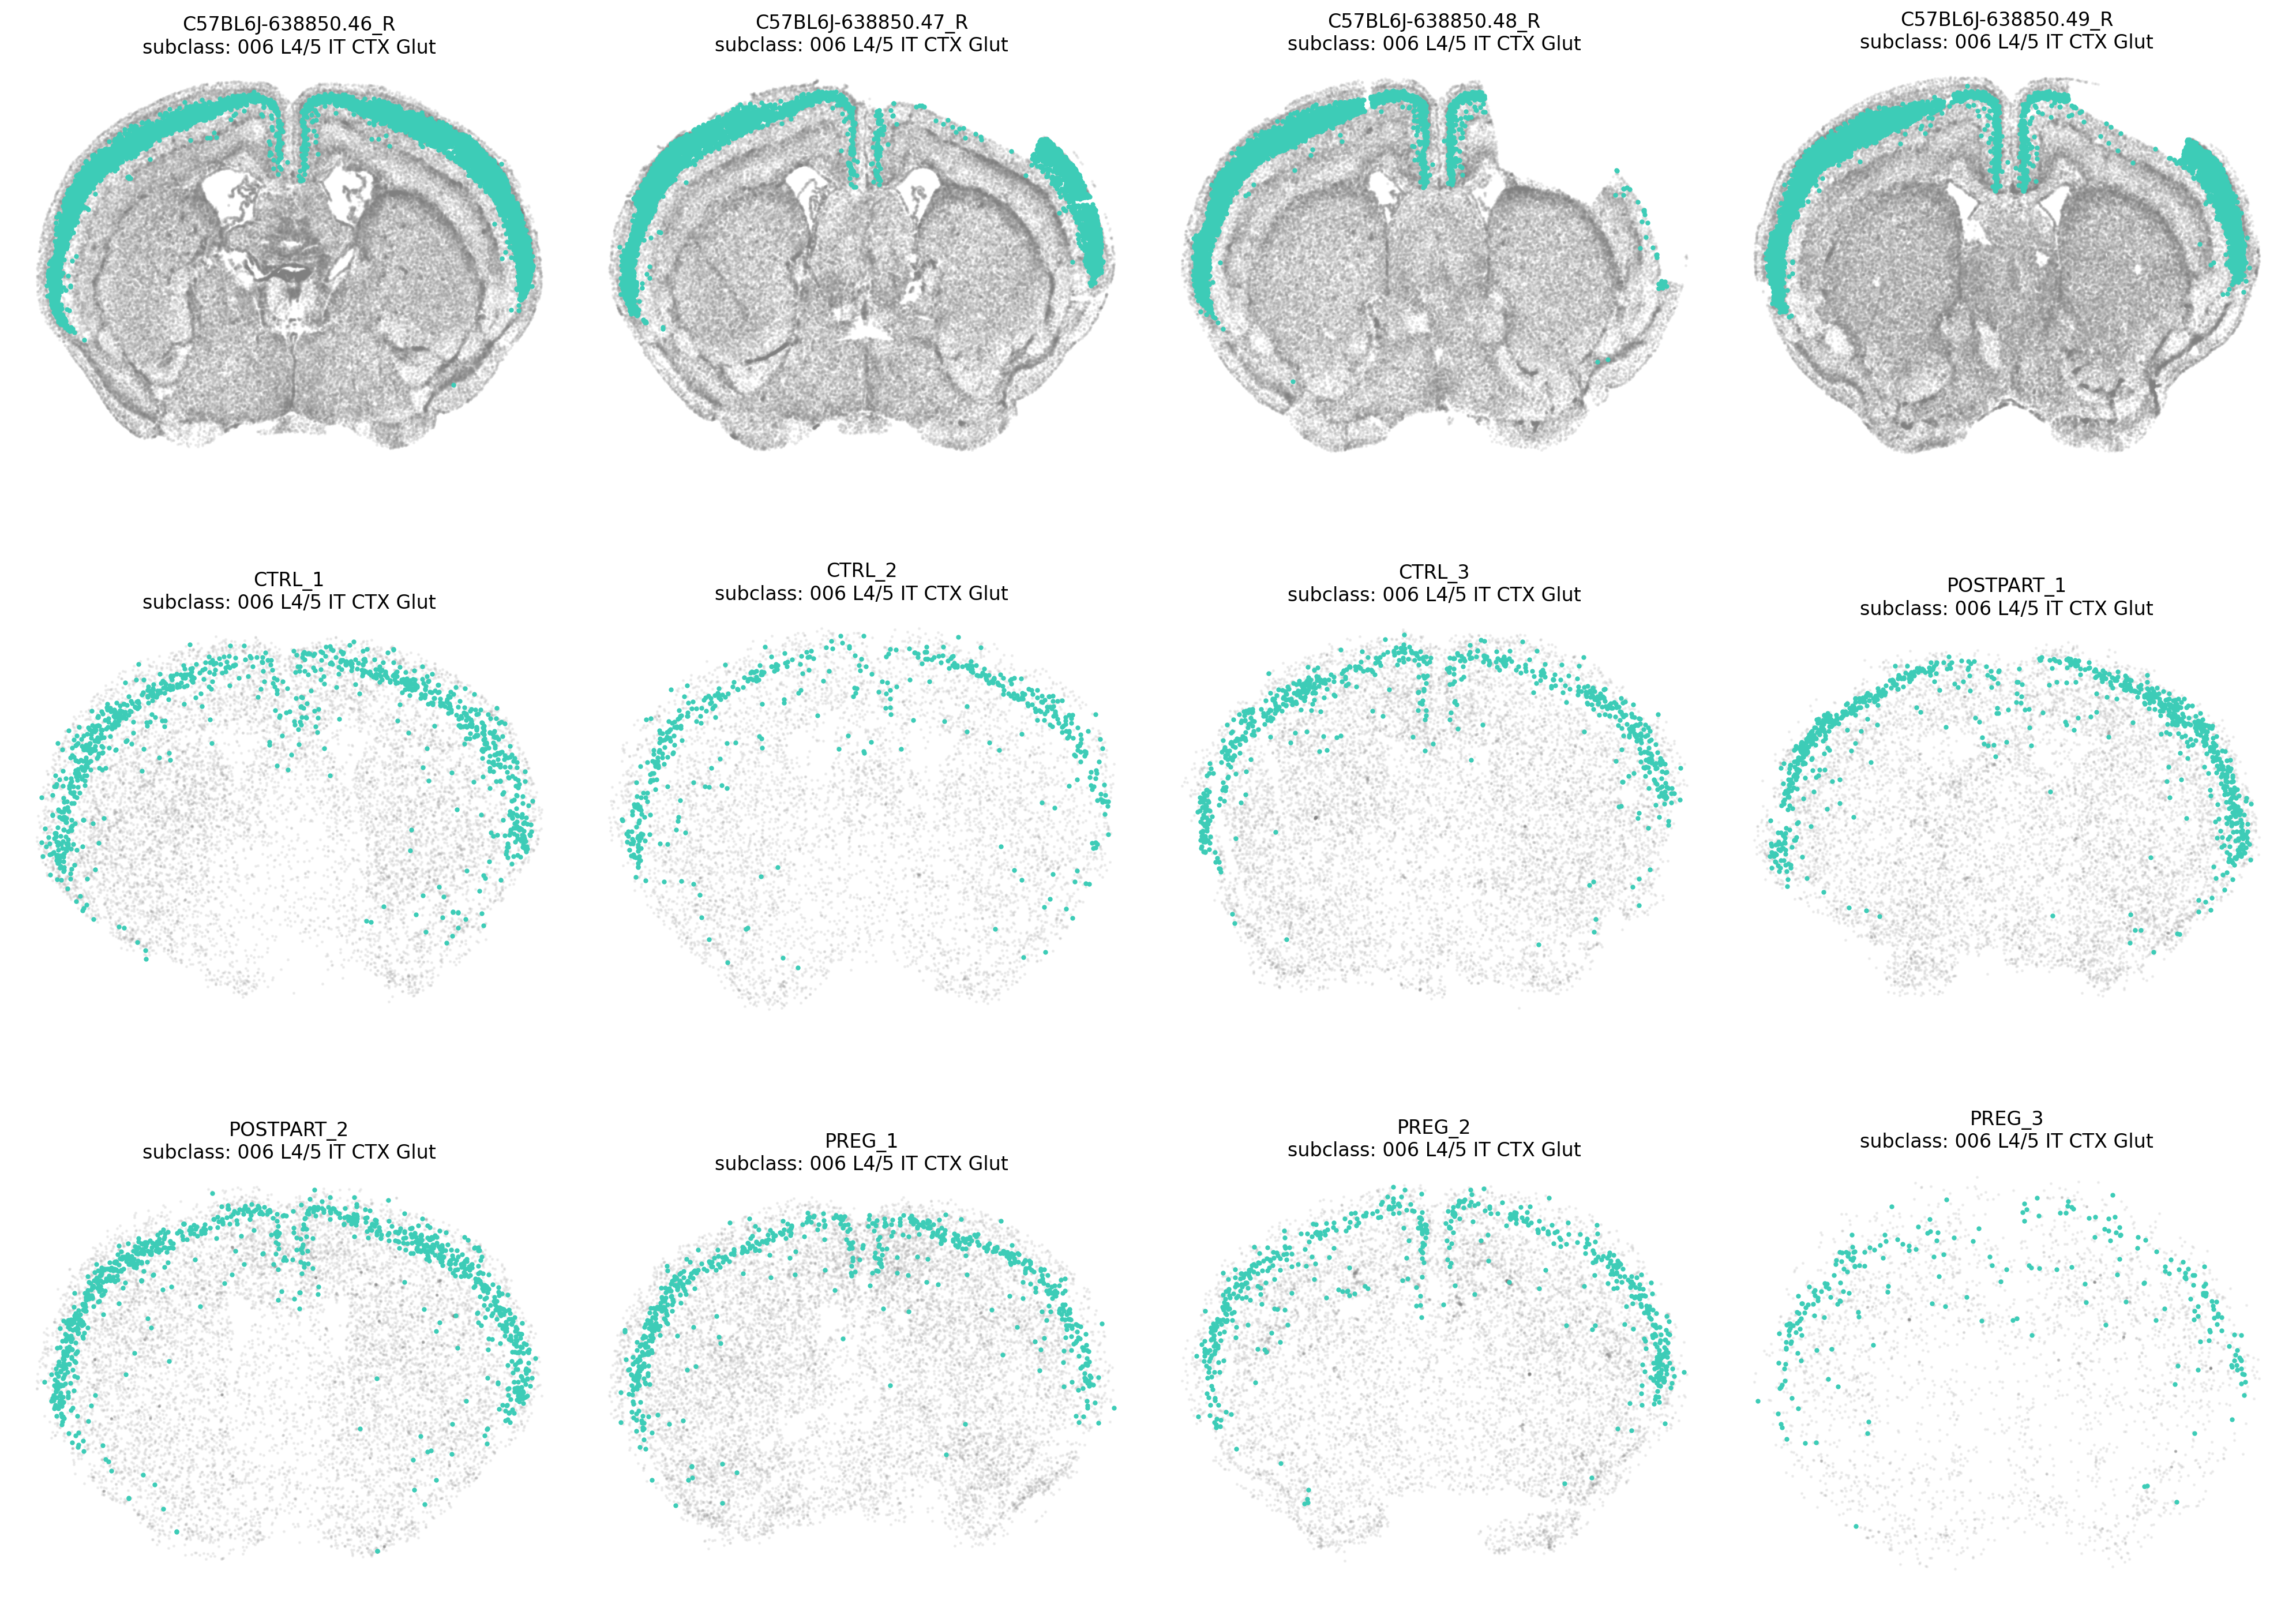 C57BL6J-638850.46_R
subclass: 006 L4/5 IT CTX Glut
C57BL6J-638850.47_R
subclass: 006 L4/5 IT CTX Glut
C57BL6J-638850.48_R
subclass: 006 L4/5 IT CTX Glut
C57BL6J-638850.49_R
subclass: 006 L4/5 IT CTX Glut
CTRL_1
subclass: 006 L4/5 IT CTX Glut
CTRL_2
subclass: 006 L4/5 IT CTX Glut
CTRL_3
subclass: 006 L4/5 IT CTX Glut
POSTPART_1
subclass: 006 L4/5 IT CTX Glut
POSTPART_2
subclass: 006 L4/5 IT CTX Glut
PREG_1
subclass: 006 L4/5 IT CTX Glut
PREG_2
subclass: 006 L4/5 IT CTX Glut
PREG_3
subclass: 006 L4/5 IT CTX Glut